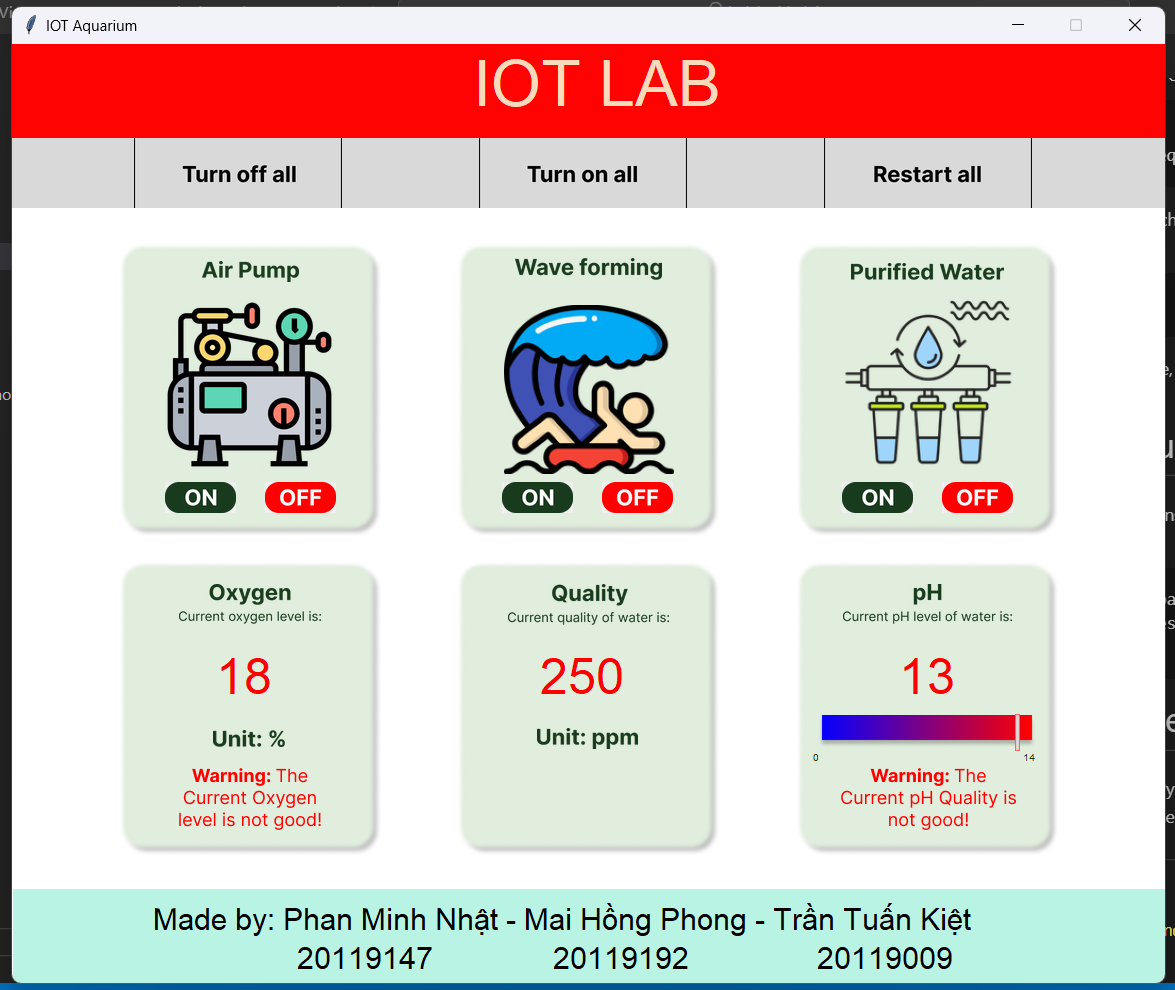 IOT Aquarium
IOT LAB
Turn off all
Turn on all
Restart all
Air Pump
ON OFF
Wave forming
ON OFF
Purified Water
ON OFF
Oxygen
Current oxygen level is:
18
Unit: %
Warning: The
Current Oxygen
level is not good!
Quality
Current quality of water is:
250
Unit: ppm
pH
Current pH level of water is:
13
0 14
Warning: The
Current pH Quality is
not good!
Made by: Phan Minh Nhật - Mai Hồng Phong - Trần Tuấn Kiệt
20119147 20119192 20119009